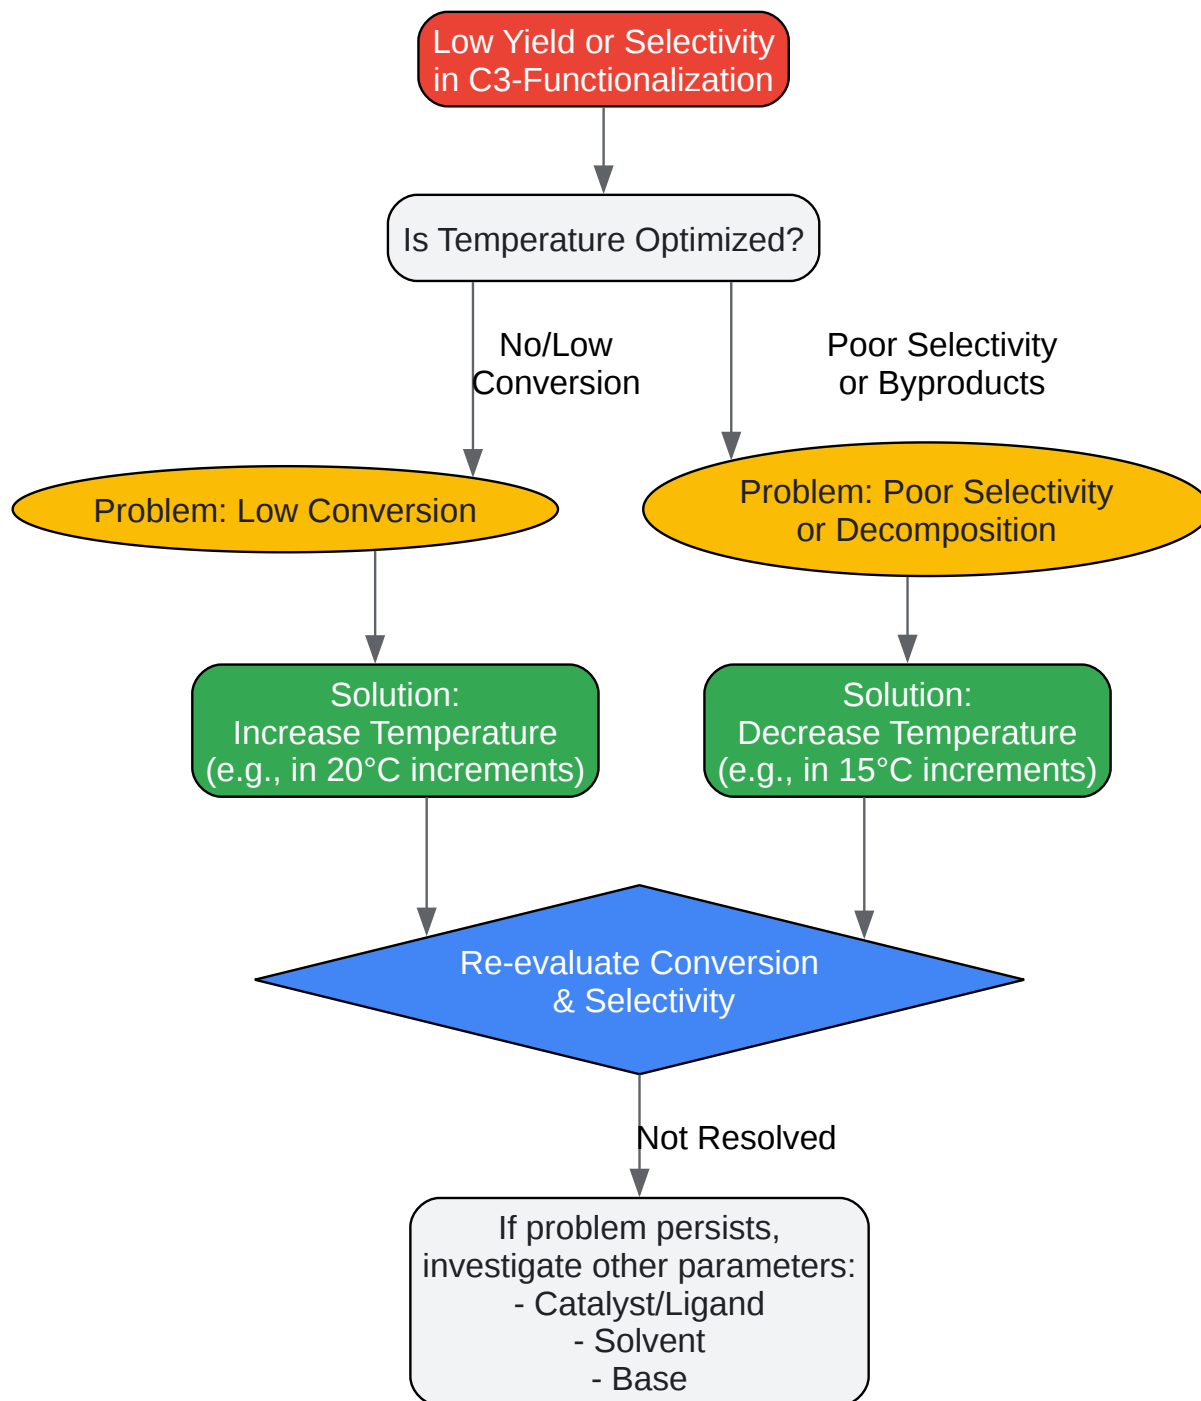 Low Yield or Selectivity
in C3-Functionalization
Is Temperature Optimized?
No/Low
Conversion
Poor Selectivity
or Byproducts
Problem: Low Conversion
Problem: Poor Selectivity
or Decomposition
Solution:
Increase Temperature
(e.g., in 20°C increments)
Solution:
Decrease Temperature
(e.g., in 15°C increments)
Re-evaluate Conversion
& Selectivity
Not Resolved
If problem persists,
investigate other parameters:
- Catalyst/Ligand
- Solvent
- Base